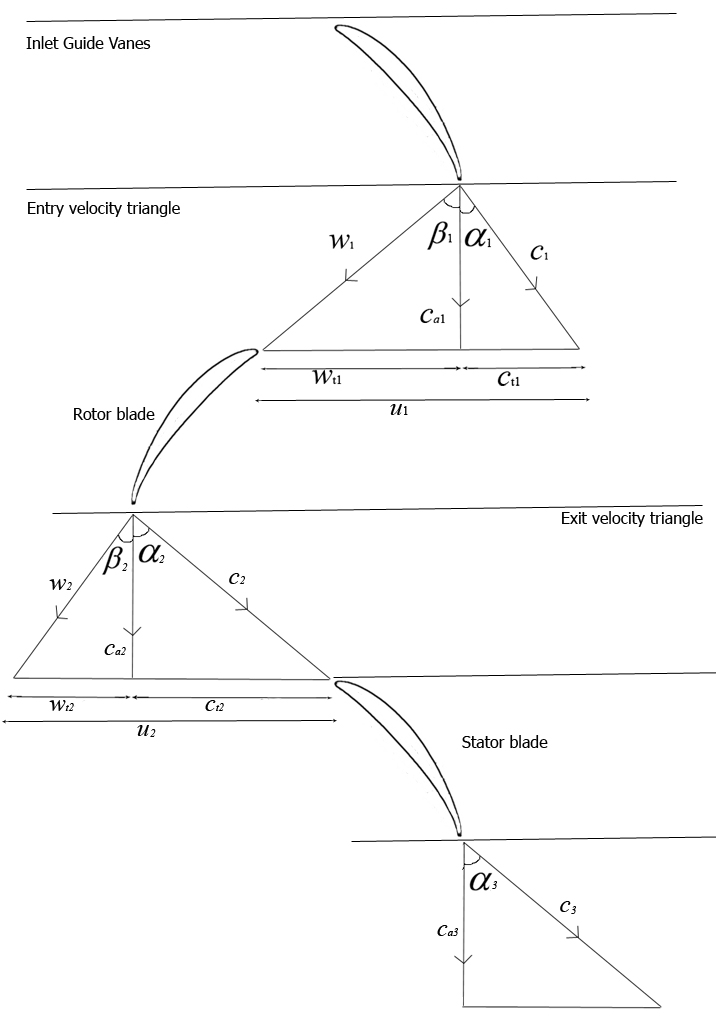 Inlet Guide Vanes
Entry velocity triangle
w1
β1 α1
c1
ca1
wt1
ct1
u1
Rotor blade
Exit velocity triangle
β2 α2
w2
c2
ca2
wt2
ct2
u2
Stator blade
α3
c3
ca3